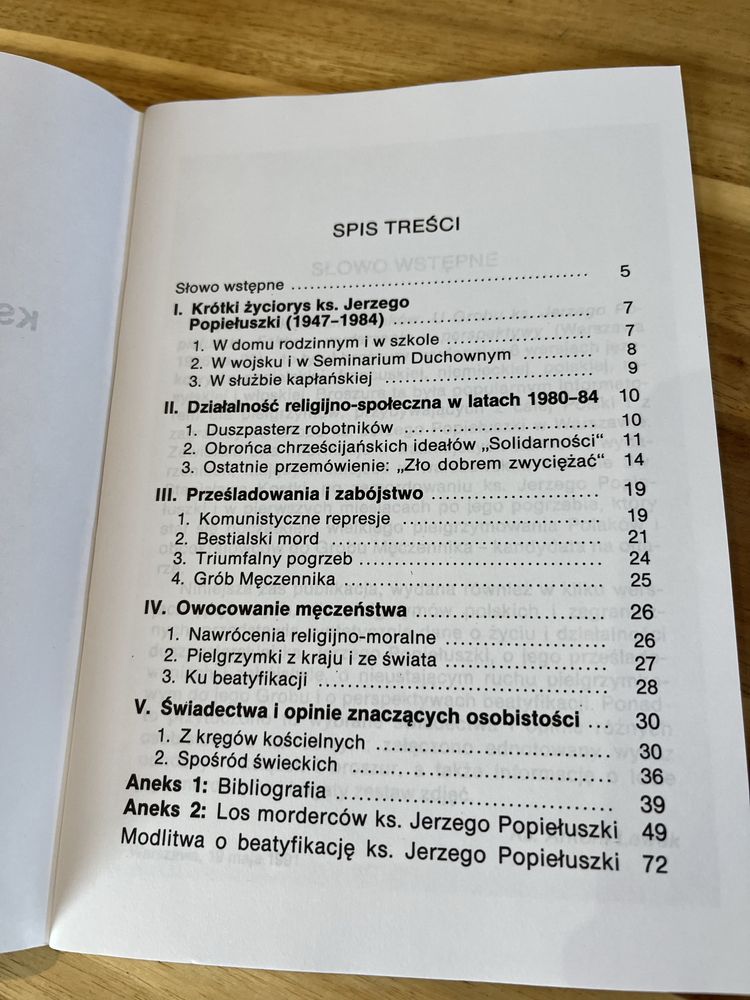 SPIS TREŚCI
Słowo wstępne ........................................ 5
I. Krótki życiorys ks. Jerzego
Popiełuszki (1947–1984) ........................... 7
1. W domu rodzinnym i w szkole .................... 7
2. W wojsku i w Seminarium Duchownym .......... 8
3. W służbie kapłańskiej ............................. 9
II. Działalność religijno-społeczna w latach 1980–84 10
1. Duszpasterz robotników .......................... 10
2. Obrońca chrześcijańskich ideałów „Solidarności” 11
3. Ostatnie przemówienie: „Zło dobrem zwyciężać” 14
III. Prześladowania i zabójstwo ...................... 19
1. Komunistyczne represje .......................... 19
2. Bestialski mord .................................... 21
3. Triumfalny pogrzeb ................................ 24
4. Grób Męczennika .................................. 25
IV. Owocowanie męczeństwa ......................... 26
1. Nawrócenia religijno-moralne .................... 26
2. Pielgrzymki z kraju i ze świata .................. 27
3. Ku beatyfikacji ..................................... 28
V. Świadectwa i opinie znaczących osobistości ... 30
1. Z kręgów kościelnych ............................. 30
2. Spośród świeckich ................................. 36
Aneks 1: Bibliografia ................................. 39
Aneks 2: Los morderców ks. Jerzego Popiełuszki 49
Modlitwa o beatyfikację ks. Jerzego Popiełuszki 72